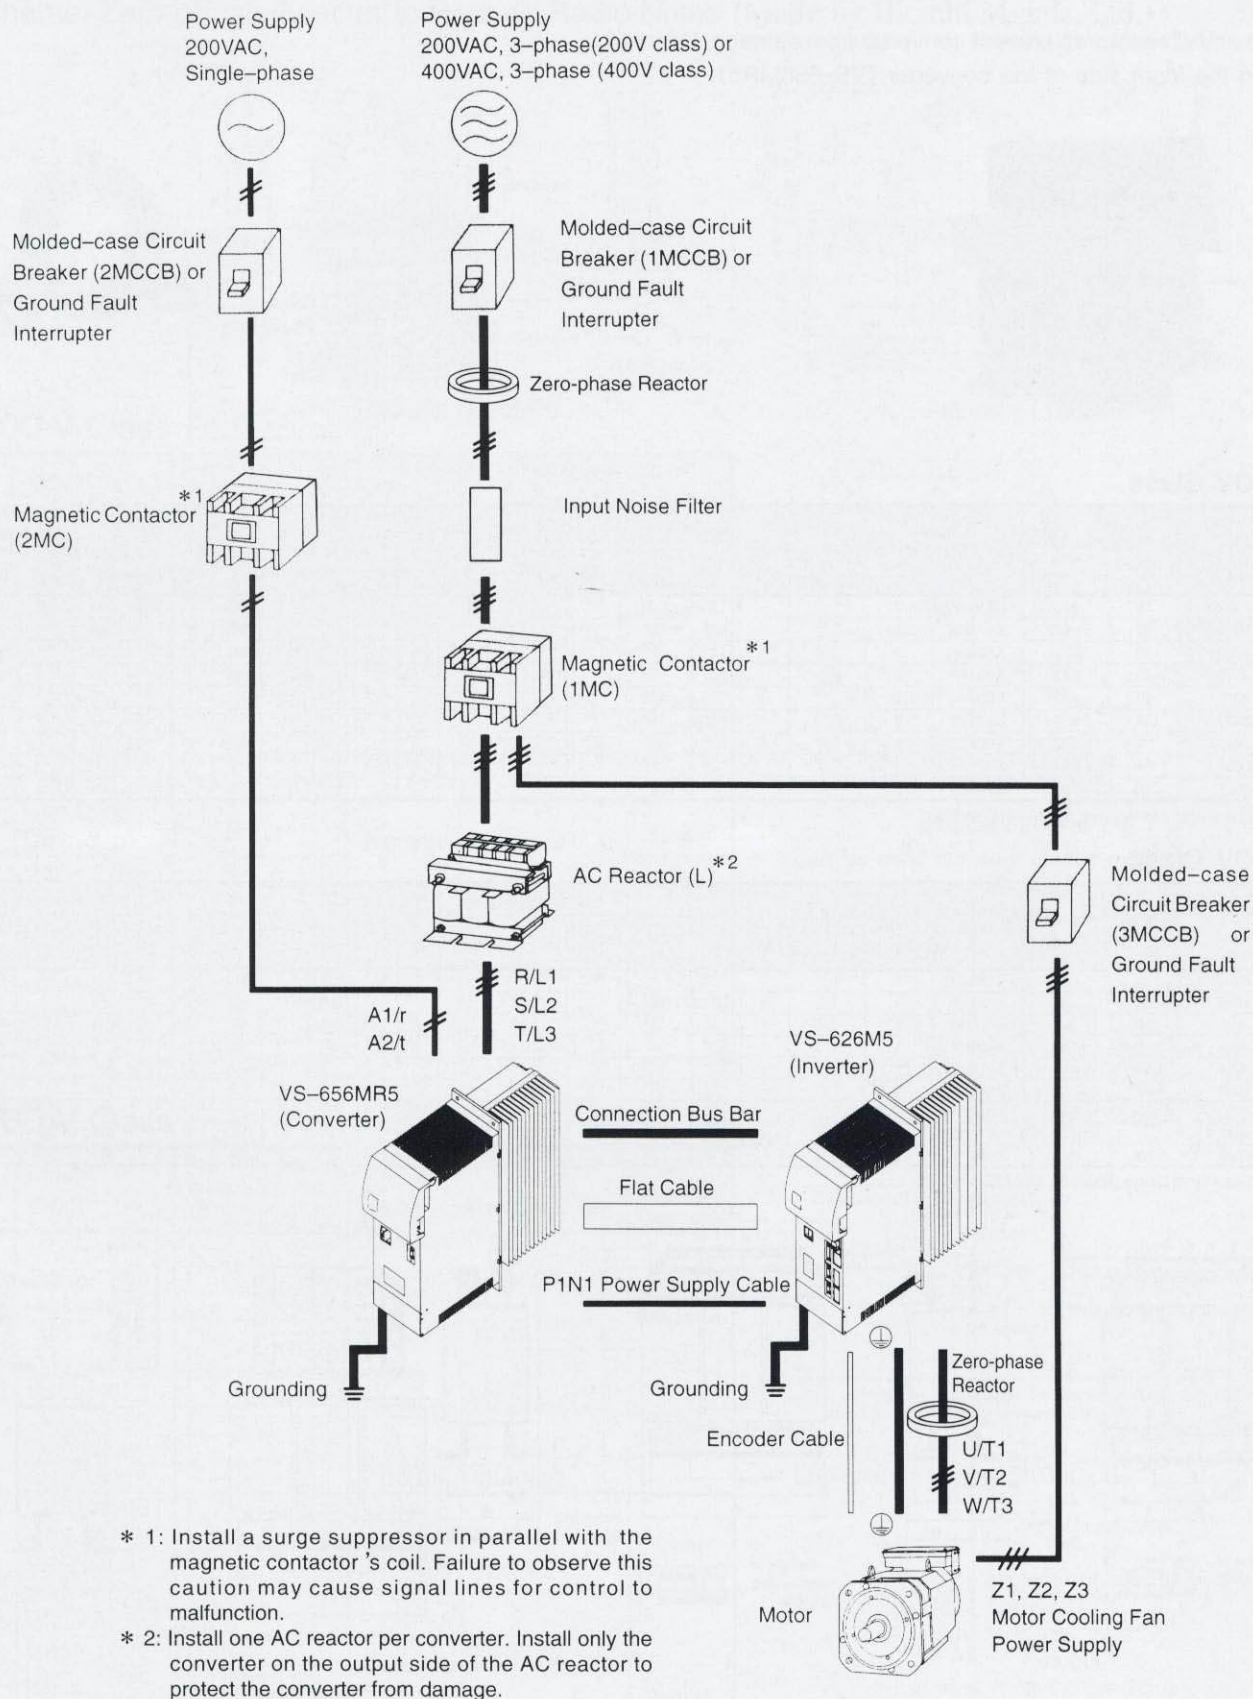 Power Supply
200VAC,
Single–phase
Power Supply
200VAC, 3–phase(200V class) or
400VAC, 3–phase (400V class)
Molded–case Circuit
Breaker (2MCCB) or
Ground Fault
Interrupter
Molded–case Circuit
Breaker (1MCCB) or
Ground Fault
Interrupter
Zero-phase Reactor
Magnetic Contactor *1
(2MC)
Input Noise Filter
Magnetic Contactor *1
(1MC)
AC Reactor (L) *2
Molded–case
Circuit Breaker
(3MCCB) or
Ground Fault
Interrupter
R/L1
S/L2
T/L3
A1/r
A2/t
VS–656MR5
(Converter)
VS–626M5
(Inverter)
Connection Bus Bar
Flat Cable
P1N1 Power Supply Cable
Grounding
Grounding
Zero-phase
Reactor
Encoder Cable
U/T1
V/T2
W/T3
* 1: Install a surge suppressor in parallel with the
magnetic contactor 's coil. Failure to observe this
caution may cause signal lines for control to
malfunction.
* 2: Install one AC reactor per converter. Install only the
converter on the output side of the AC reactor to
protect the converter from damage.
Motor
Z1, Z2, Z3
Motor Cooling Fan
Power Supply